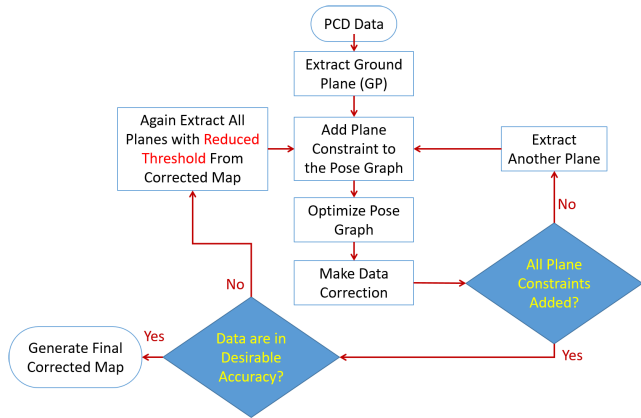 PCD Data
Extract Ground
Plane (GP)
Again Extract All
Planes with Reduced
Threshold From
Corrected Map
Add Plane
Constraint to
the Pose Graph
Extract
Another Plane
Optimize Pose
Graph
No
Make Data
Correction
All Plane
Constraints
Added?
No
Yes
Generate Final
Corrected Map
Data are in
Desirable
Accuracy?
Yes